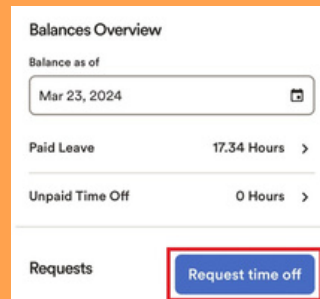 Balances Overview
Balance as of
Mar 23, 2024
Paid Leave 17.34 Hours
Unpaid Time Off 0 Hours
Requests Request time off